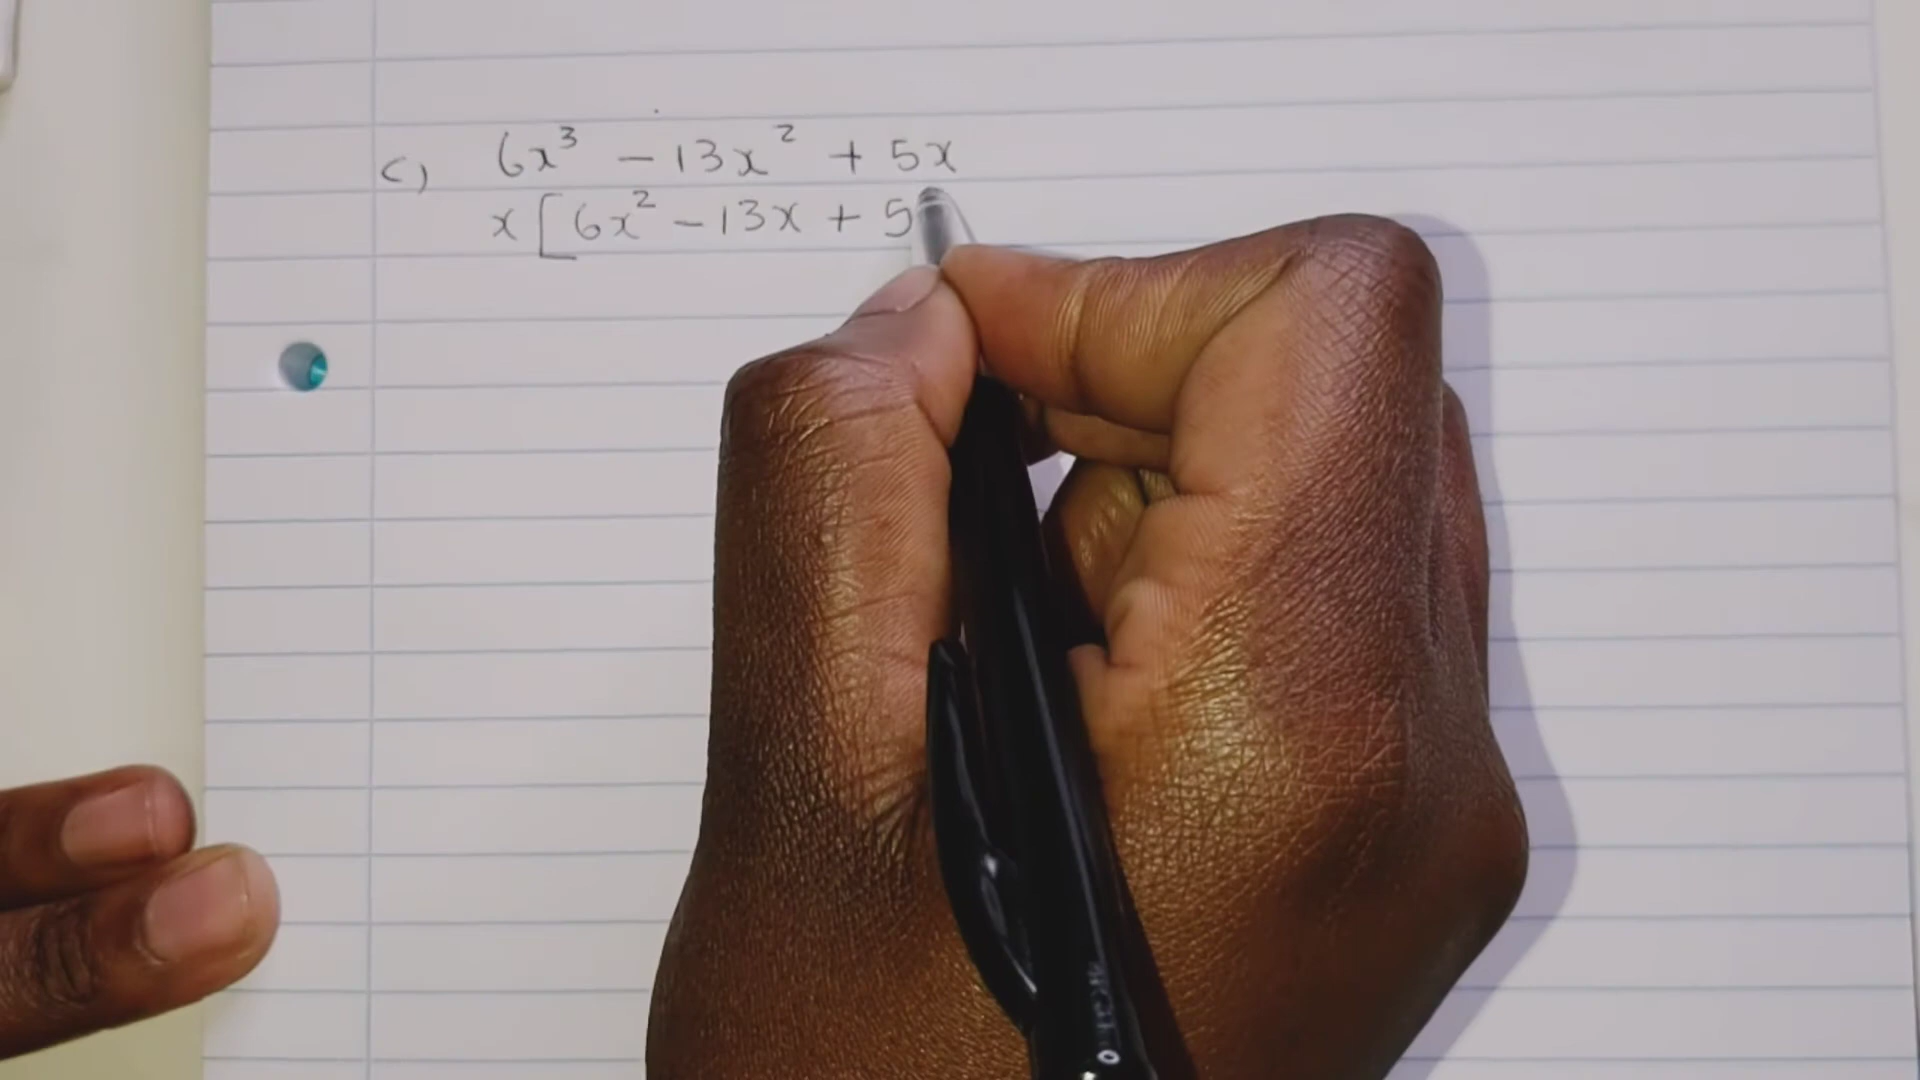 c) 6x³ - 13x² + 5x
x [6x² - 13x + 5